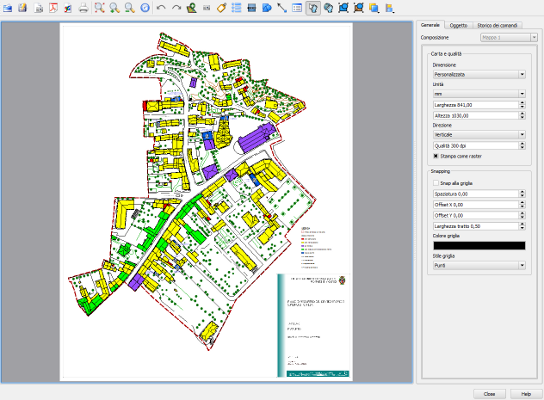 Generale
Oggetto
Storico dei comandi
Composizione
Mappa 1
Carta e qualità
Dimensione
Personalizzata
Unità
mm
Larghezza 841,00
Altezza 1030,00
Direzione
Verticale
Qualità 300 dpi
Stampa come raster
Snapping
Snap alla griglia
Spaziatura 0,00
Offset X 0,00
Offset Y 0,00
Larghezza tratto 0,50
Colore griglia
Stile griglia
Punti
Close
Help